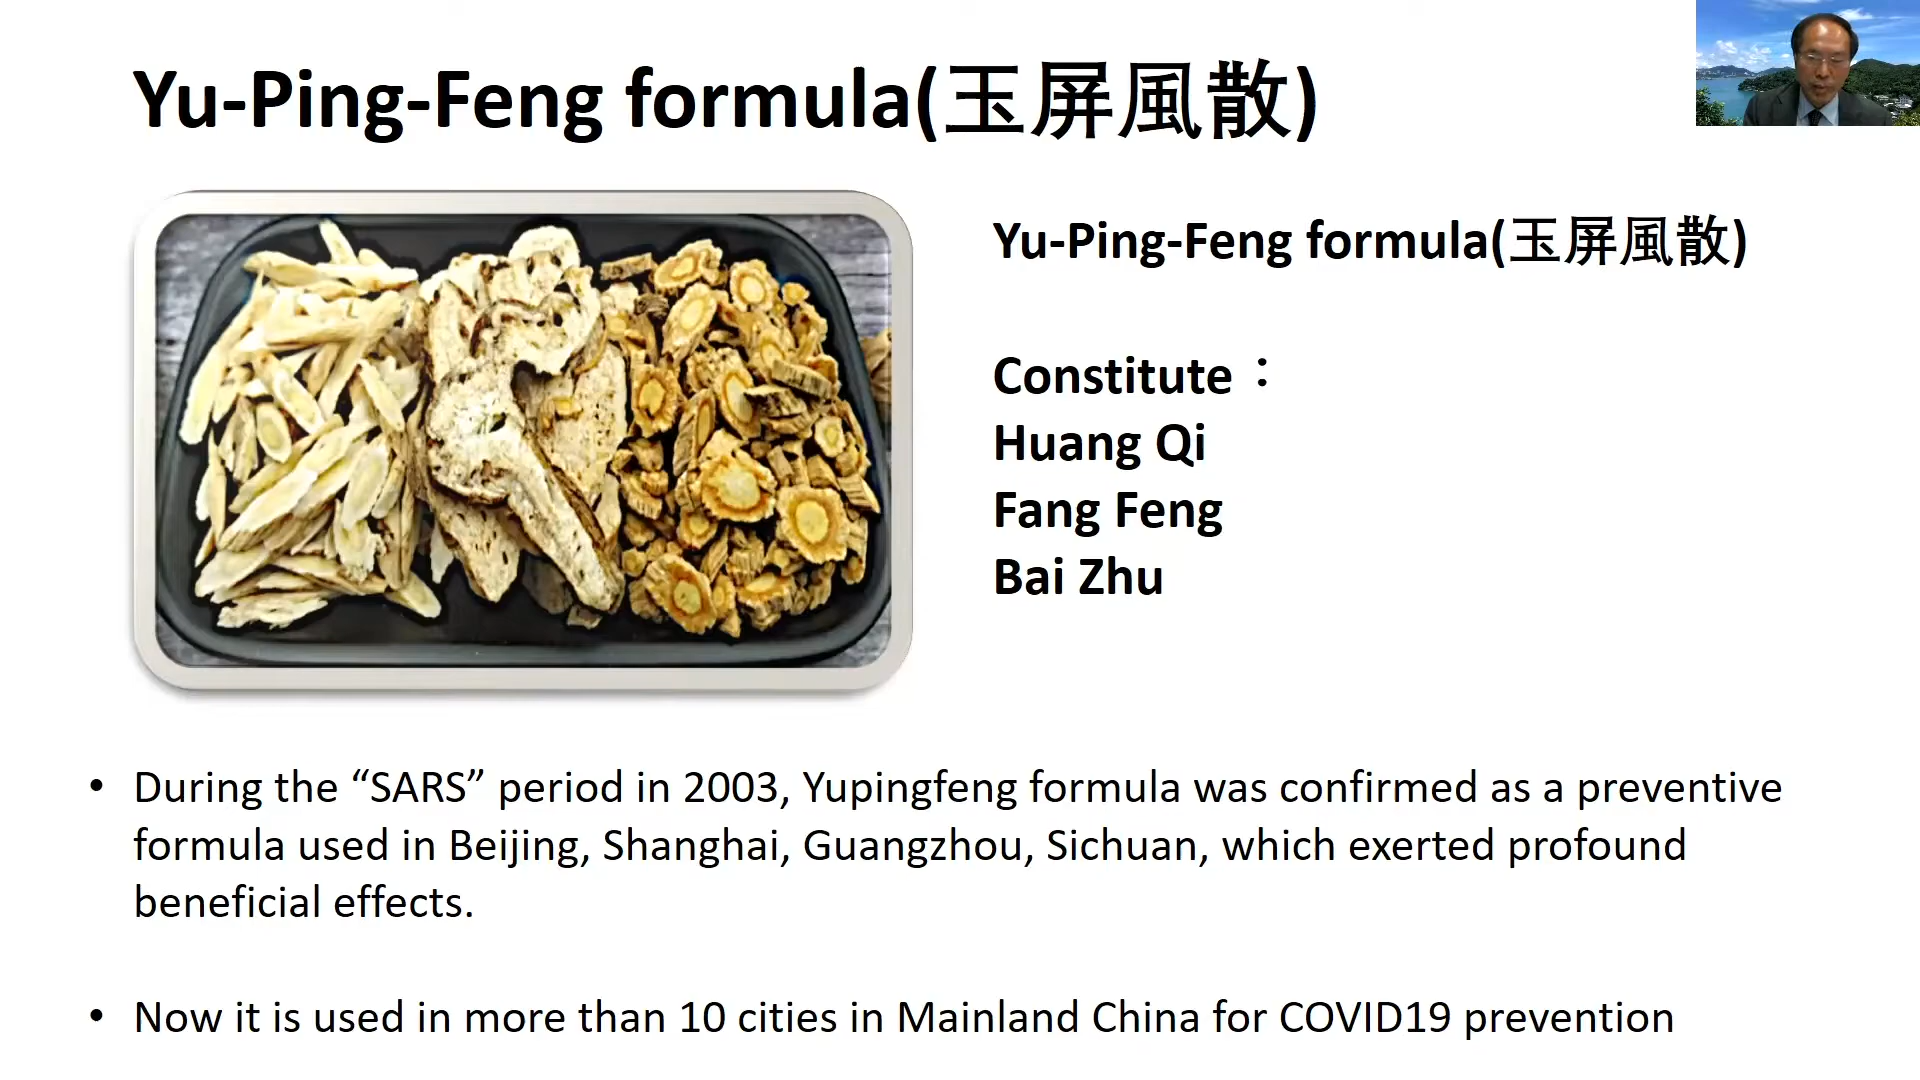 Yu-Ping-Feng formula(玉屏風散)
Yu-Ping-Feng formula(玉屏風散)
Constitute：
Huang Qi
Fang Feng
Bai Zhu
• During the “SARS” period in 2003, Yupingfeng formula was confirmed as a preventive
formula used in Beijing, Shanghai, Guangzhou, Sichuan, which exerted profound
beneficial effects.
• Now it is used in more than 10 cities in Mainland China for COVID19 prevention